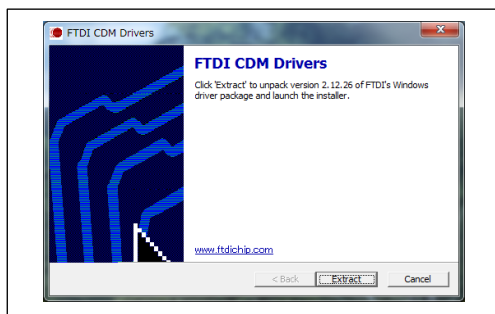 FTDI CDM Drivers
FTDI CDM Drivers
Click 'Extract' to unpack version 2.12.26 of FTDI's Windows
driver package and launch the installer.
www.ftdichip.com
< Back Extract Cancel